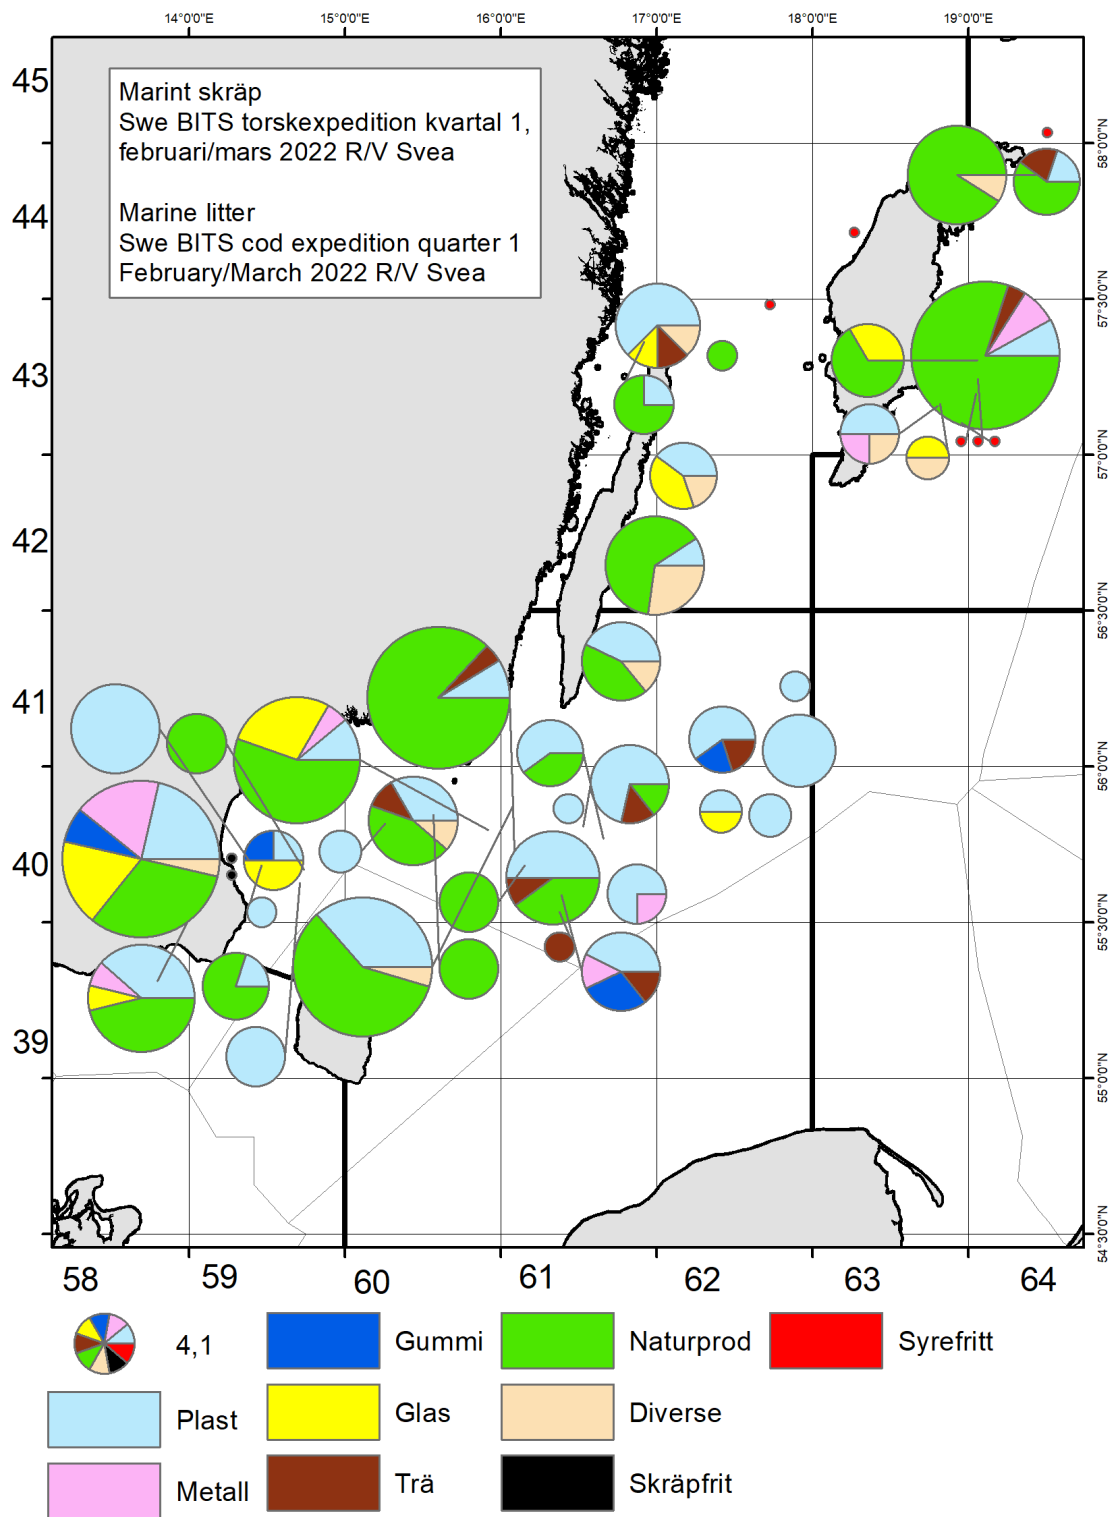 14°0'0"E
15°0'0"E
16°0'0"E
17°0'0"E
18°0'0"E
19°0'0"E
Marint skräp
Swe BITS torskexpedition kvartal 1,
februari/mars 2022 R/V Svea
Marine litter
Swe BITS cod expedition quarter 1
February/March 2022 R/V Svea
45
44
43
42
41
40
39
58°0'0"N
57°30'0"N
57°0'0"N
56°30'0"N
56°0'0"N
55°30'0"N
55°0'0"N
54°30'0"N
58
59
60
61
62
63
64
4,1
Gummi
Naturprod
Syrefritt
Plast
Glas
Diverse
Metall
Trä
Skräpfrit